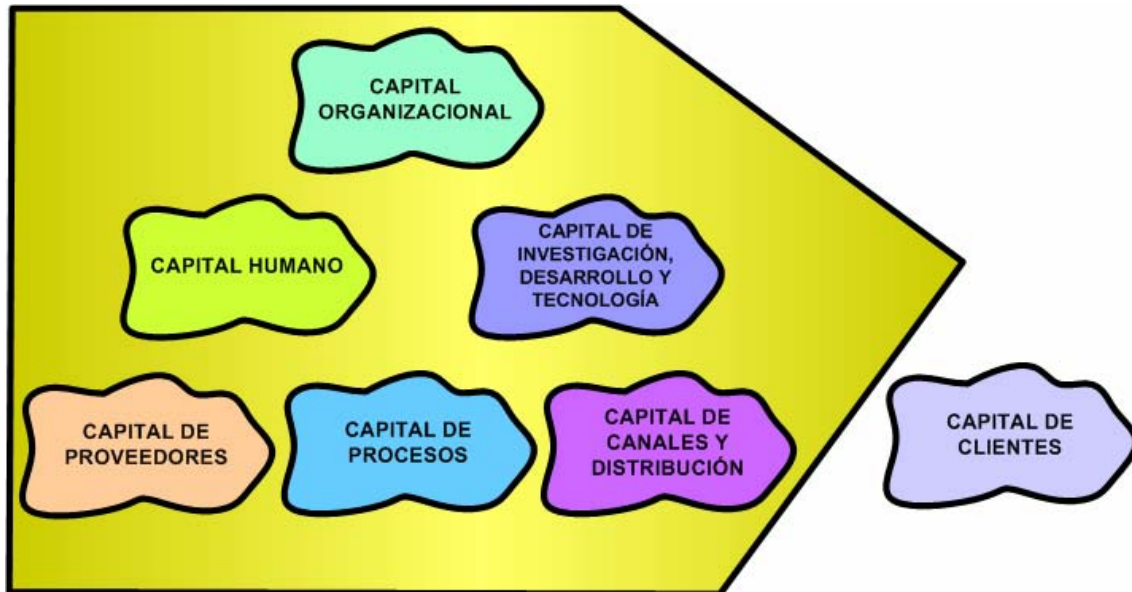 CAPITAL
ORGANIZACIONAL
CAPITAL HUMANO
CAPITAL DE
INVESTIGACIÓN,
DESARROLLO Y
TECNOLOGÍA
CAPITAL DE
PROVEEDORES
CAPITAL DE
PROCESOS
CAPITAL DE
CANALES Y
DISTRIBUCIÓN
CAPITAL DE
CLIENTES